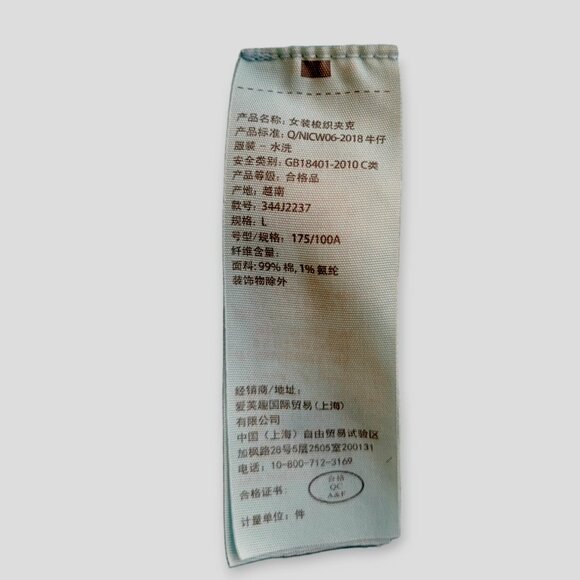 产品名称: 女装梭织夹克
产品标准: Q/NICW06-2018 牛仔
服装 - 水洗
安全类别: GB18401-2010 C类
产品等级: 合格品
产地: 越南
款号: 344J2237
规格: L
号型/规格: 175/100A
纤维含量:
面料: 99% 棉, 1% 氨纶
装饰物除外
经销商/地址:
爱芙趣国际贸易(上海)
有限公司
中国 (上海) 自由贸易试验区
加枫路28号5层2505室200131
电话: 10-800-712-3169
合格证书:
合格
QC
A&F
计量单位: 件